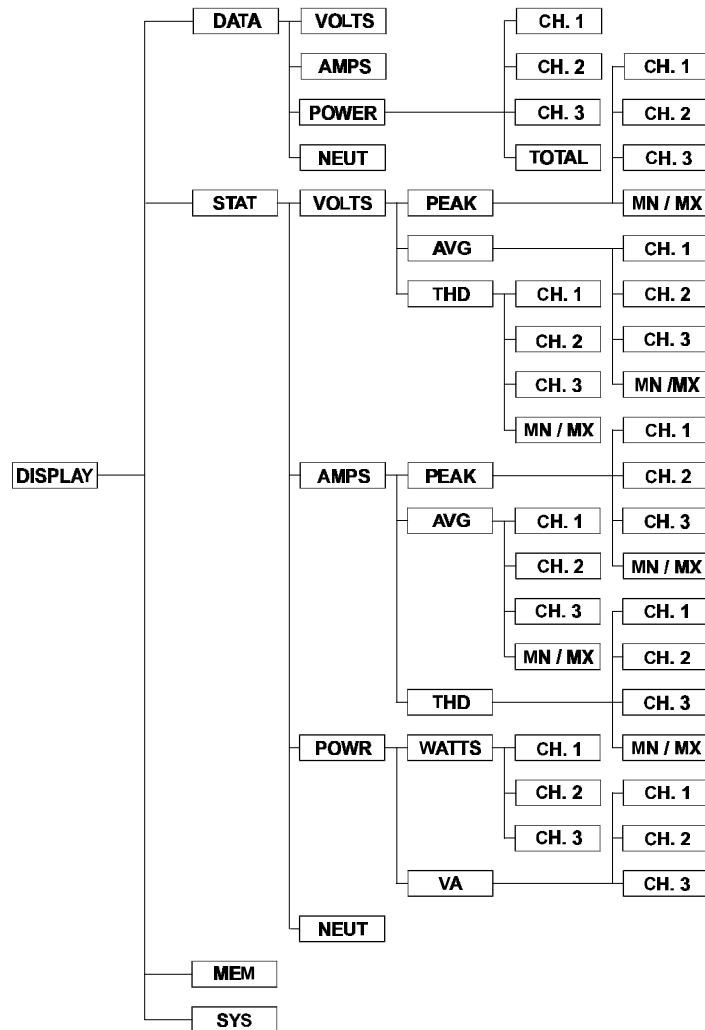 DATA VOLTS CH. 1
AMPS CH. 2 CH. 1
POWER CH. 3 CH. 2
NEUT TOTAL CH. 3
STAT VOLTS PEAK MN / MX
AVG CH. 1
THD CH. 1 CH. 2
CH. 2 CH. 3
CH. 3 MN /MX
MN / MX CH. 1
DISPLAY AMPS PEAK CH. 2
AVG CH. 1 CH. 3
CH. 2 MN / MX
CH. 3 CH. 1
MN / MX CH. 2
THD CH. 3
POWR WATTS CH. 1 MN / MX
CH. 2 CH. 1
CH. 3 CH. 2
VA CH. 3
NEUT
MEM
SYS